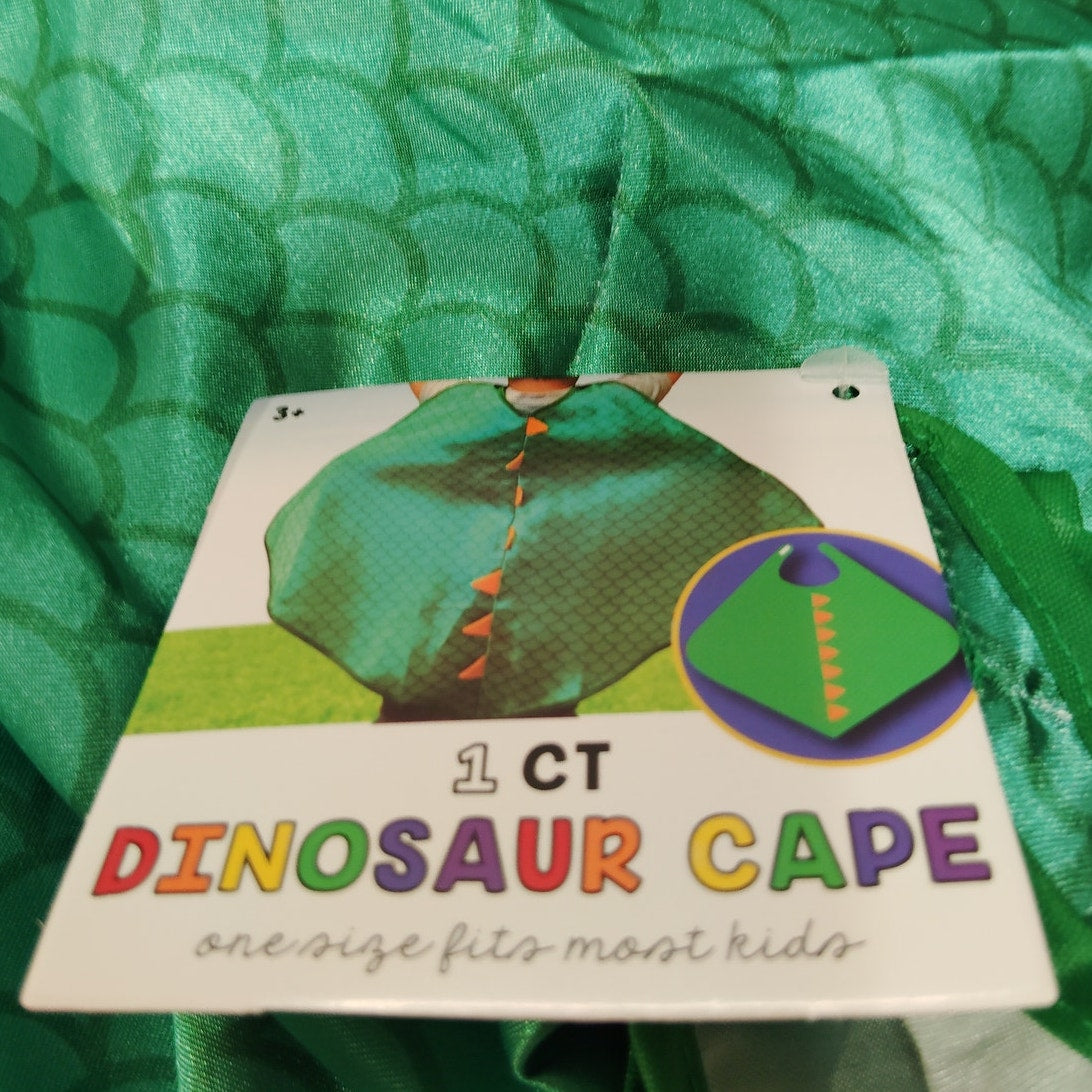 3+
1 CT
DINOSAUR CAPE
one size fits most kids